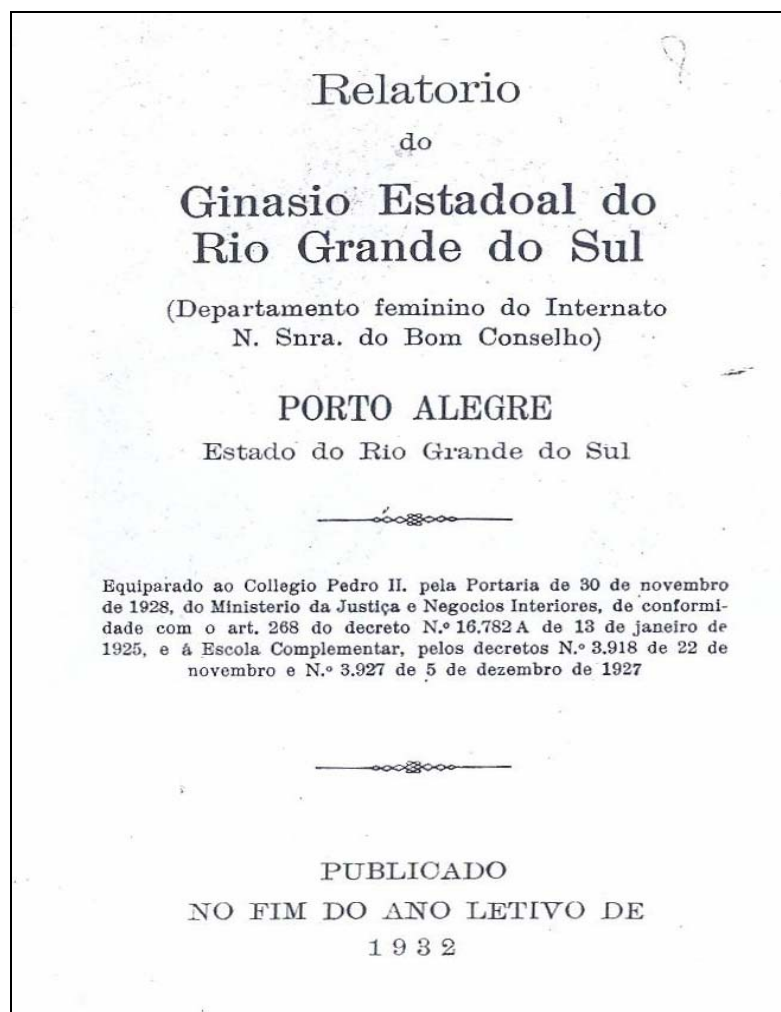 Relatorio
do
Ginasio Estadoal do
Rio Grande do Sul
(Departamento feminino do Internato
N. Snra. do Bom Conselho)
PORTO ALEGRE
Estado do Rio Grande do Sul
Equiparado ao Collegio Pedro II. pela Portaria de 30 de novembro
de 1928, do Ministerio da Justiça e Negocios Interiores, de conformi-
dade com o art. 268 do decreto N.º 16.782 A de 13 de janeiro de
1925, e á Escola Complementar, pelos decretos N.º 3.918 de 22 de
novembro e N.º 3.927 de 5 de dezembro de 1927
PUBLICADO
NO FIM DO ANO LETIVO DE
1932